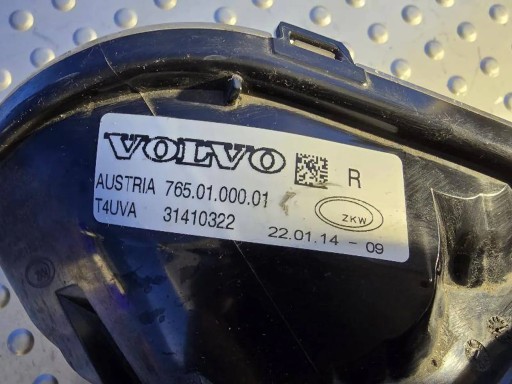 VOLVO R
AUSTRIA 765.01.000.01
T4UVA 31410322
ZKW
22.01.14 - 09